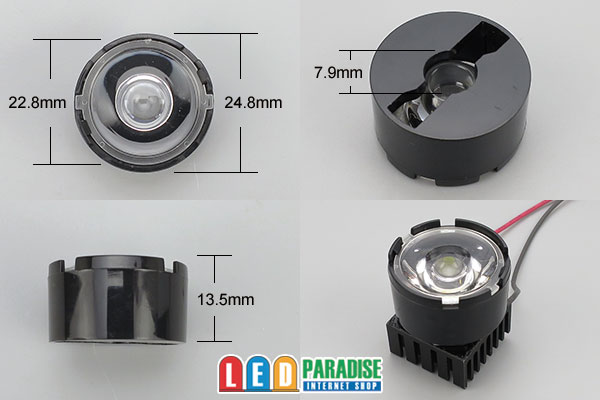 22.8mm
24.8mm
7.9mm
13.5mm
LED PARADISE
INTERNET SHOP